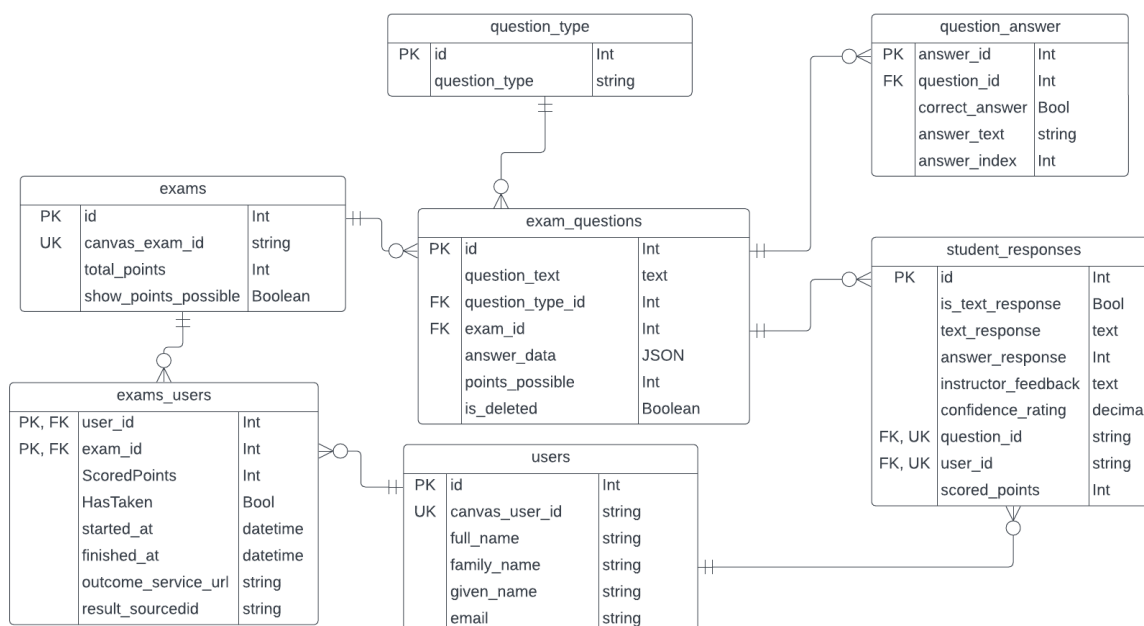 question_type
PK id Int
question_type string
question_answer
PK answer_id Int
FK question_id Int
correct_answer Bool
answer_text string
answer_index Int
exams
PK id Int
UK canvas_exam_id string
total_points Int
show_points_possible Boolean
exam_questions
PK id Int
question_text text
FK question_type_id Int
FK exam_id Int
answer_data JSON
points_possible Int
is_deleted Boolean
student_responses
PK id Int
is_text_response Bool
text_response text
answer_response Int
instructor_feedback text
confidence_rating decima
FK, UK question_id string
FK, UK user_id string
scored_points Int
exams_users
PK, FK user_id Int
PK, FK exam_id Int
ScoredPoints Int
HasTaken Bool
started_at datetime
finished_at datetime
outcome_service_url string
result_sourcedid string
users
PK id Int
UK canvas_user_id string
full_name string
family_name string
given_name string
email string